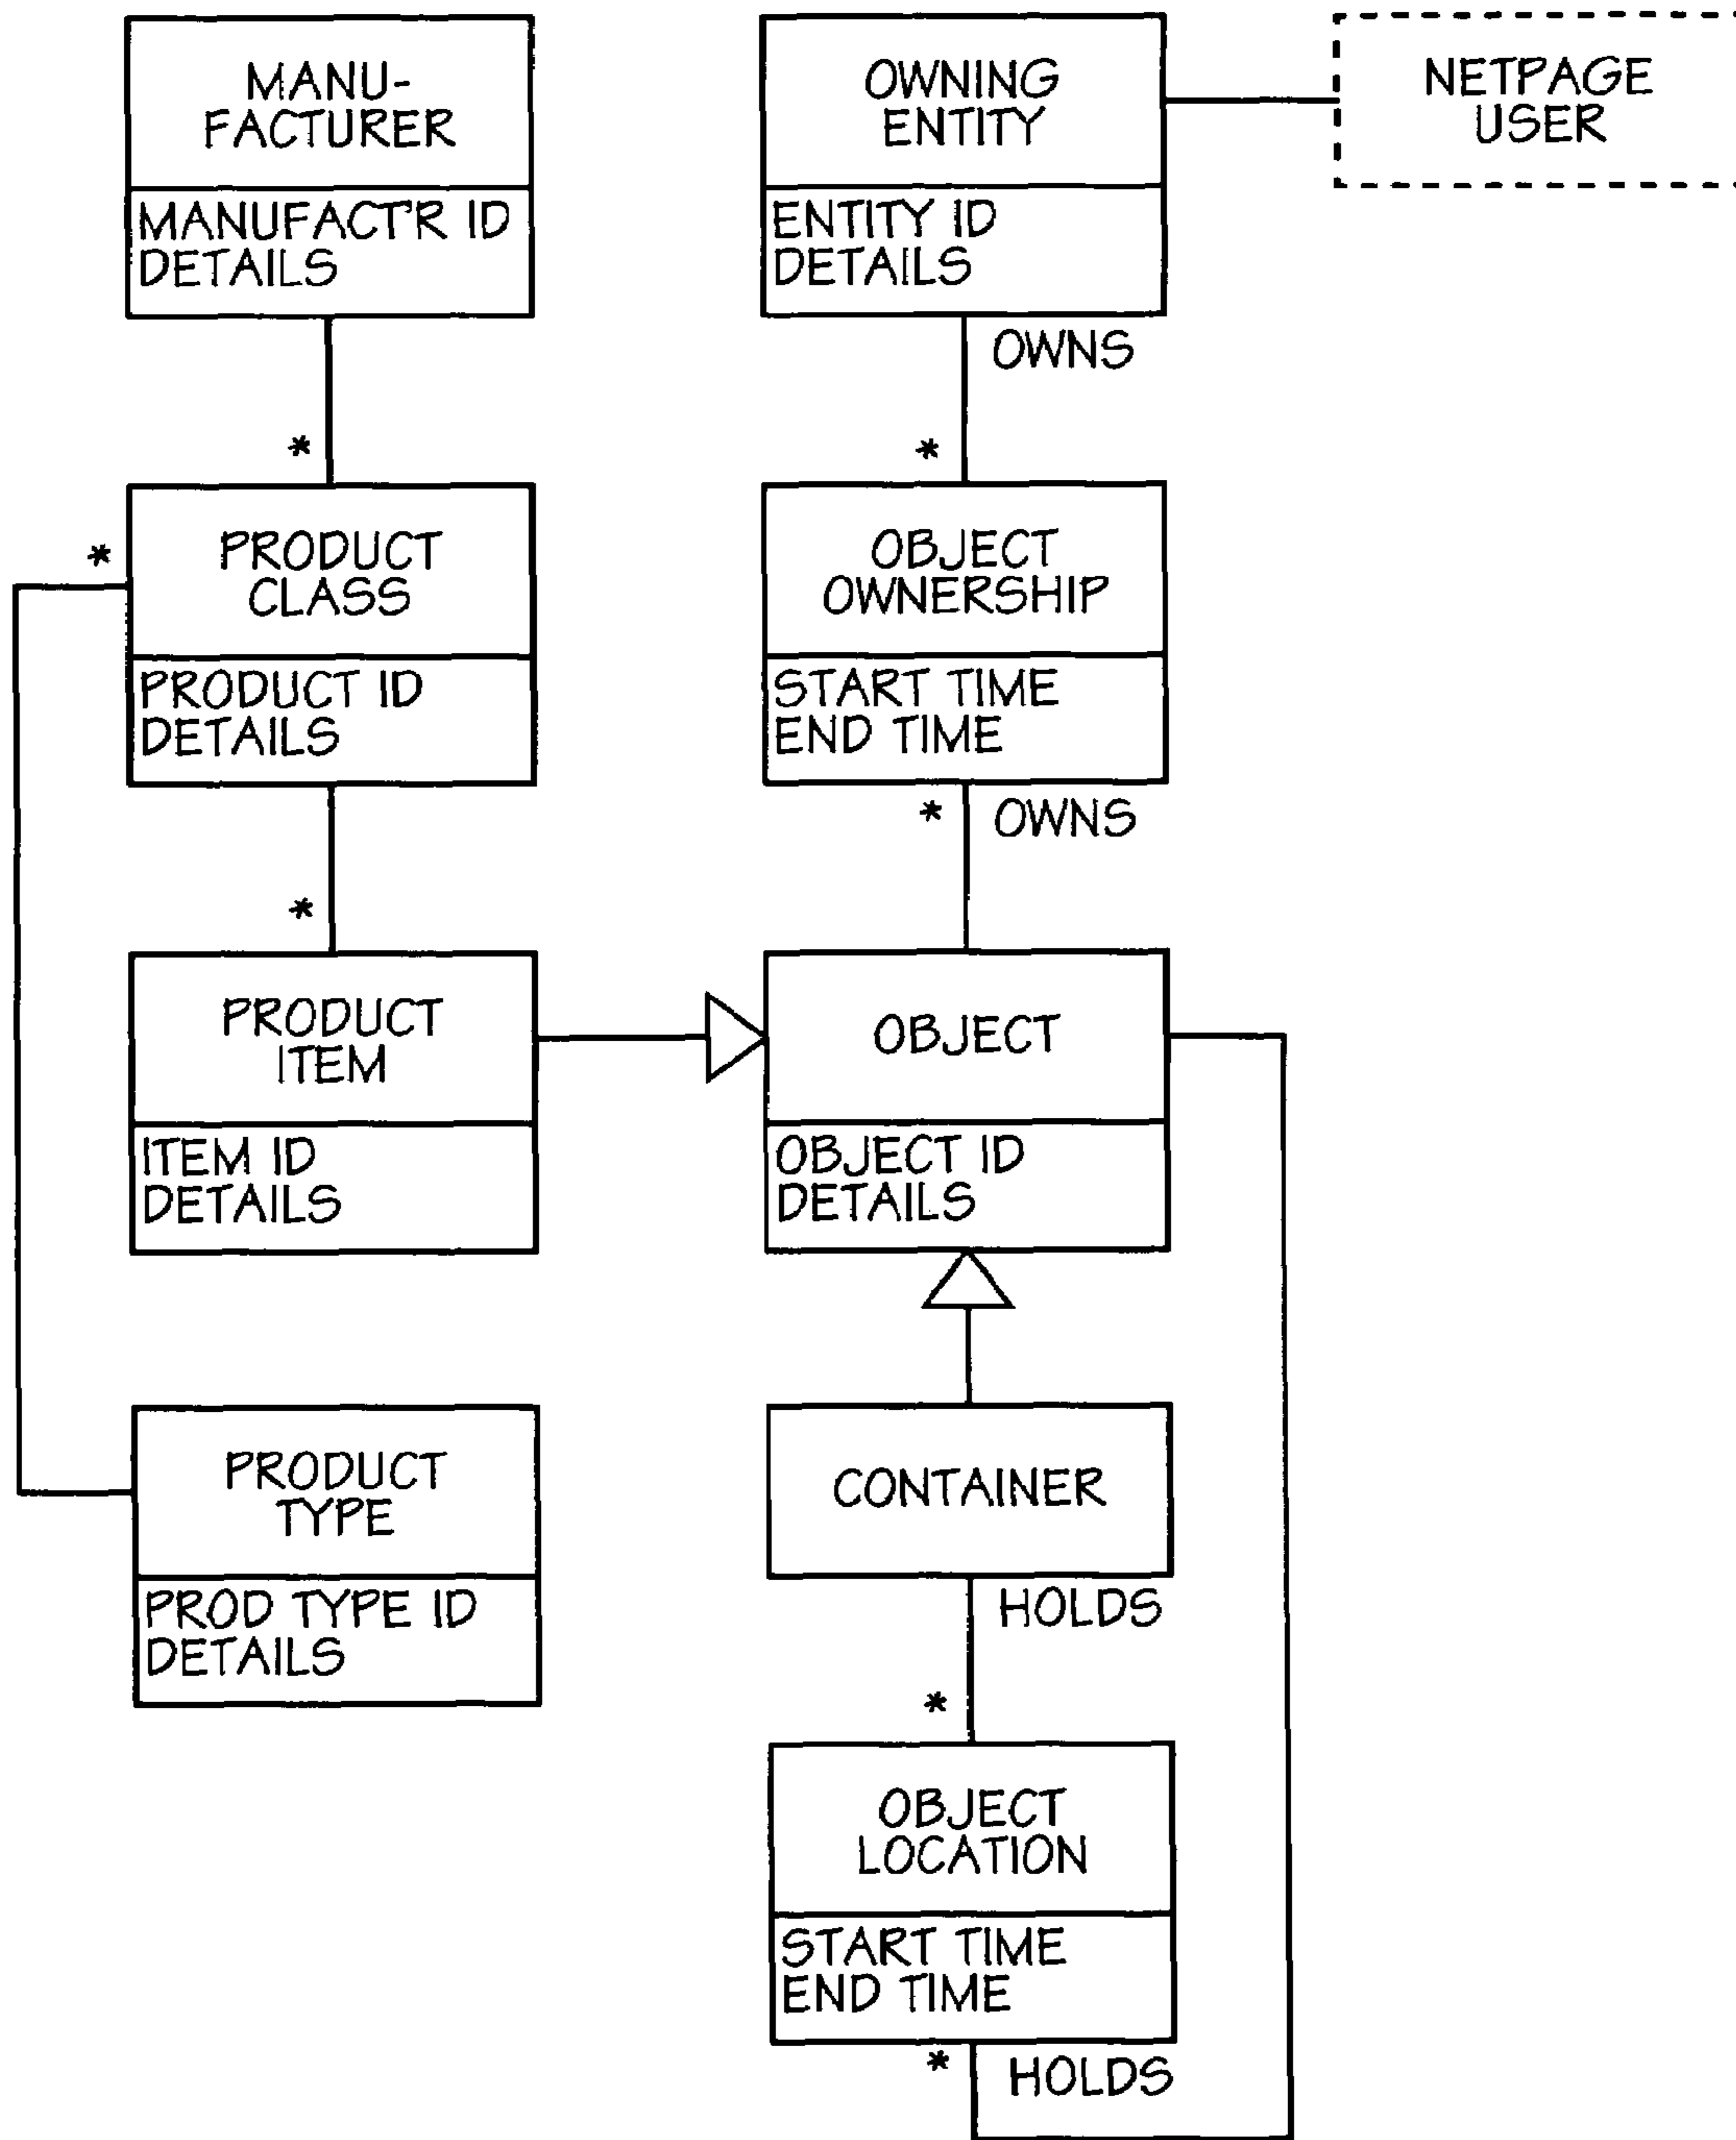 MANU-
FACTURER
MANUFACT'R ID
DETAILS
OWNING
ENTITY
ENTITY ID
DETAILS
NETPAGE
USER
OWNS
*
*
*
PRODUCT
CLASS
PRODUCT ID
DETAILS
OBJECT
OWNERSHIP
START TIME
END TIME
* OWNS
*
PRODUCT
ITEM
ITEM ID
DETAILS
OBJECT
OBJECT ID
DETAILS
PRODUCT
TYPE
PROD TYPE ID
DETAILS
CONTAINER
HOLDS
*
OBJECT
LOCATION
START TIME
END TIME
* HOLDS